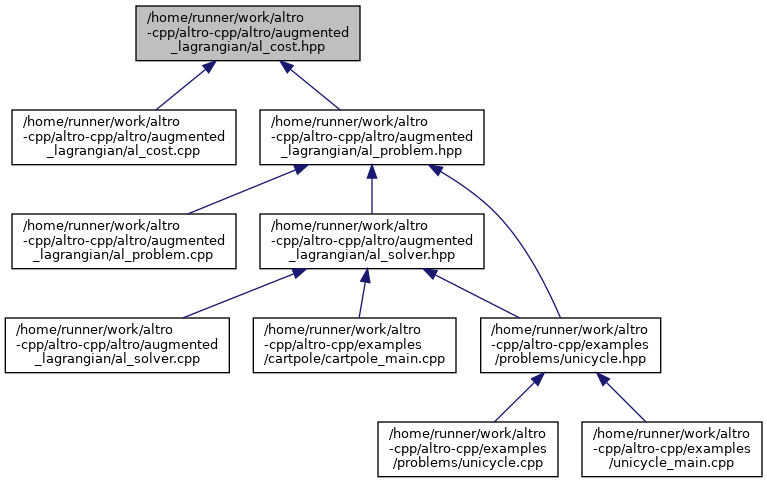 /home/runner/work/altro
-cpp/altro-cpp/altro/augmented
_lagrangian/al_cost.hpp
/home/runner/work/altro
-cpp/altro-cpp/altro/augmented
_lagrangian/al_cost.cpp
/home/runner/work/altro
-cpp/altro-cpp/altro/augmented
_lagrangian/al_problem.hpp
/home/runner/work/altro
-cpp/altro-cpp/altro/augmented
_lagrangian/al_problem.cpp
/home/runner/work/altro
-cpp/altro-cpp/altro/augmented
_lagrangian/al_solver.hpp
/home/runner/work/altro
-cpp/altro-cpp/altro/augmented
_lagrangian/al_solver.cpp
/home/runner/work/altro
-cpp/altro-cpp/examples
/cartpole/cartpole_main.cpp
/home/runner/work/altro
-cpp/altro-cpp/examples
/problems/unicycle.hpp
/home/runner/work/altro
-cpp/altro-cpp/examples
/problems/unicycle.cpp
/home/runner/work/altro
-cpp/altro-cpp/examples
/unicycle_main.cpp